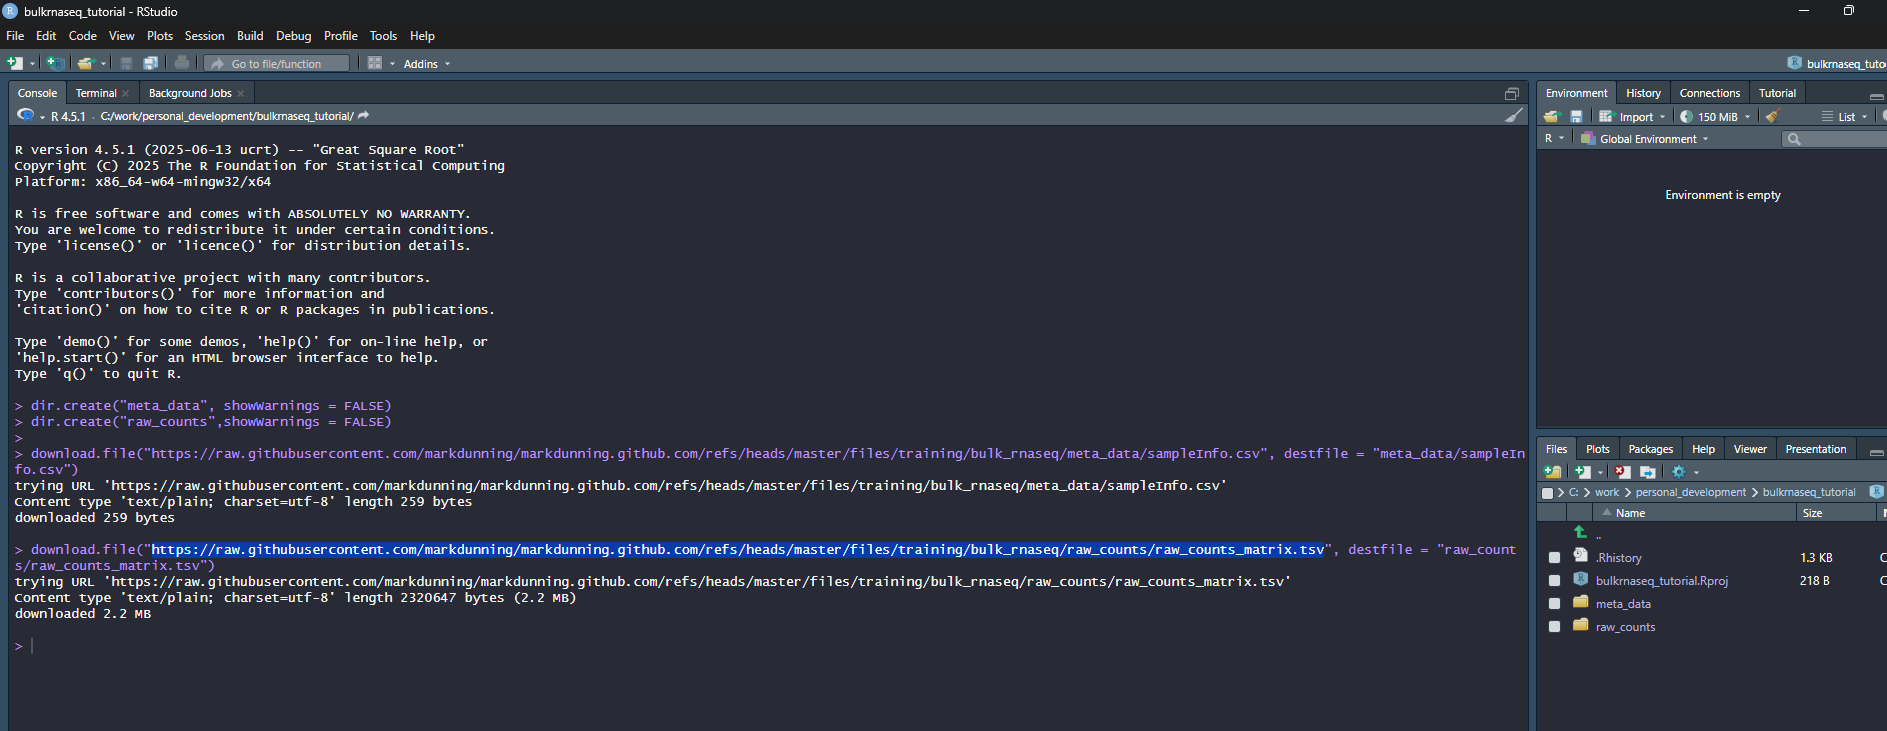 bulkrnaseq_tutorial - RStudio
File Edit Code View Plots Session Build Debug Profile Tools Help
Go to file/function Addins
bulkrnaseq_tuto
Console Terminal Background Jobs
R 4.5.1 · C:/work/personal_development/bulkrnaseq_tutorial/
R version 4.5.1 (2025-06-13 ucrt) -- "Great Square Root"
Copyright (C) 2025 The R Foundation for Statistical Computing
Platform: x86_64-w64-mingw32/x64
R is free software and comes with ABSOLUTELY NO WARRANTY.
You are welcome to redistribute it under certain conditions.
Type 'license()' or 'licence()' for distribution details.
R is a collaborative project with many contributors.
Type 'contributors()' for more information and
'citation()' on how to cite R or R packages in publications.
Type 'demo()' for some demos, 'help()' for on-line help, or
'help.start()' for an HTML browser interface to help.
Type 'q()' to quit R.
> dir.create("meta_data", showWarnings = FALSE)
> dir.create("raw_counts",showWarnings = FALSE)
>
> download.file("https://raw.githubusercontent.com/markdunning/markdunning.github.com/refs/heads/master/files/training/bulk_rnaseq/meta_data/sampleInfo.csv", destfile = "meta_data/sampleIn
fo.csv")
trying URL 'https://raw.githubusercontent.com/markdunning/markdunning.github.com/refs/heads/master/files/training/bulk_rnaseq/meta_data/sampleInfo.csv'
Content type 'text/plain; charset=utf-8' length 259 bytes
downloaded 259 bytes
> download.file("https://raw.githubusercontent.com/markdunning/markdunning.github.com/refs/heads/master/files/training/bulk_rnaseq/raw_counts/raw_counts_matrix.tsv", destfile = "raw_count
s/raw_counts_matrix.tsv")
trying URL 'https://raw.githubusercontent.com/markdunning/markdunning.github.com/refs/heads/master/files/training/bulk_rnaseq/raw_counts/raw_counts_matrix.tsv'
Content type 'text/plain; charset=utf-8' length 2320647 bytes (2.2 MB)
downloaded 2.2 MB
>
Environment History Connections Tutorial
Import 150 MiB List
R Global Environment
Environment is empty
Files Plots Packages Help Viewer Presentation
C: > work > personal_development > bulkrnaseq_tutorial
Name Size
..
.Rhistory 1.3 KB
bulkrnaseq_tutorial.Rproj 218 B
meta_data
raw_counts